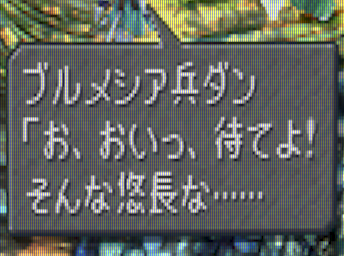 ブルメシア兵ダン
「お、おいっ、待てよ!
そんな悠長な……